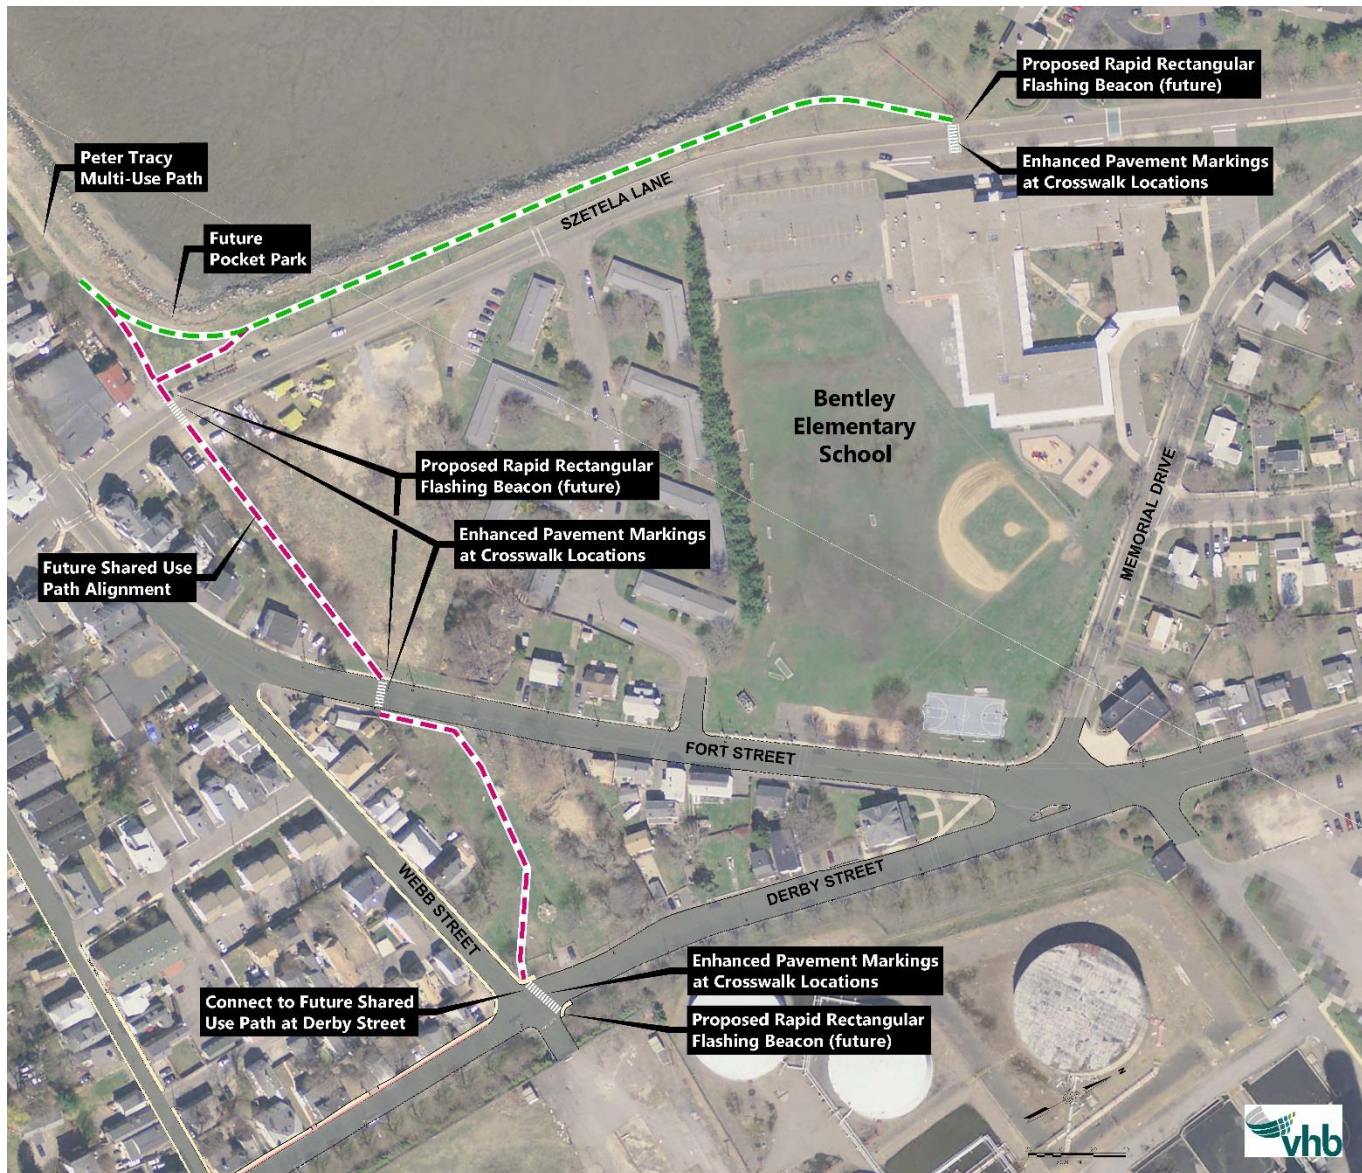 Proposed Rapid Rectangular
Flashing Beacon (future)
Peter Tracy
Multi-Use Path
Enhanced Pavement Markings
at Crosswalk Locations
SZETELA LANE
Future
Pocket Park
Bentley
Elementary
School
Proposed Rapid Rectangular
Flashing Beacon (future)
MEMORIAL DRIVE
Enhanced Pavement Markings
at Crosswalk Locations
Future Shared Use
Path Alignment
FORT STREET
WEBB STREET
DERBY STREET
Enhanced Pavement Markings
at Crosswalk Locations
Connect to Future Shared
Use Path at Derby Street
Proposed Rapid Rectangular
Flashing Beacon (future)
N
vhb